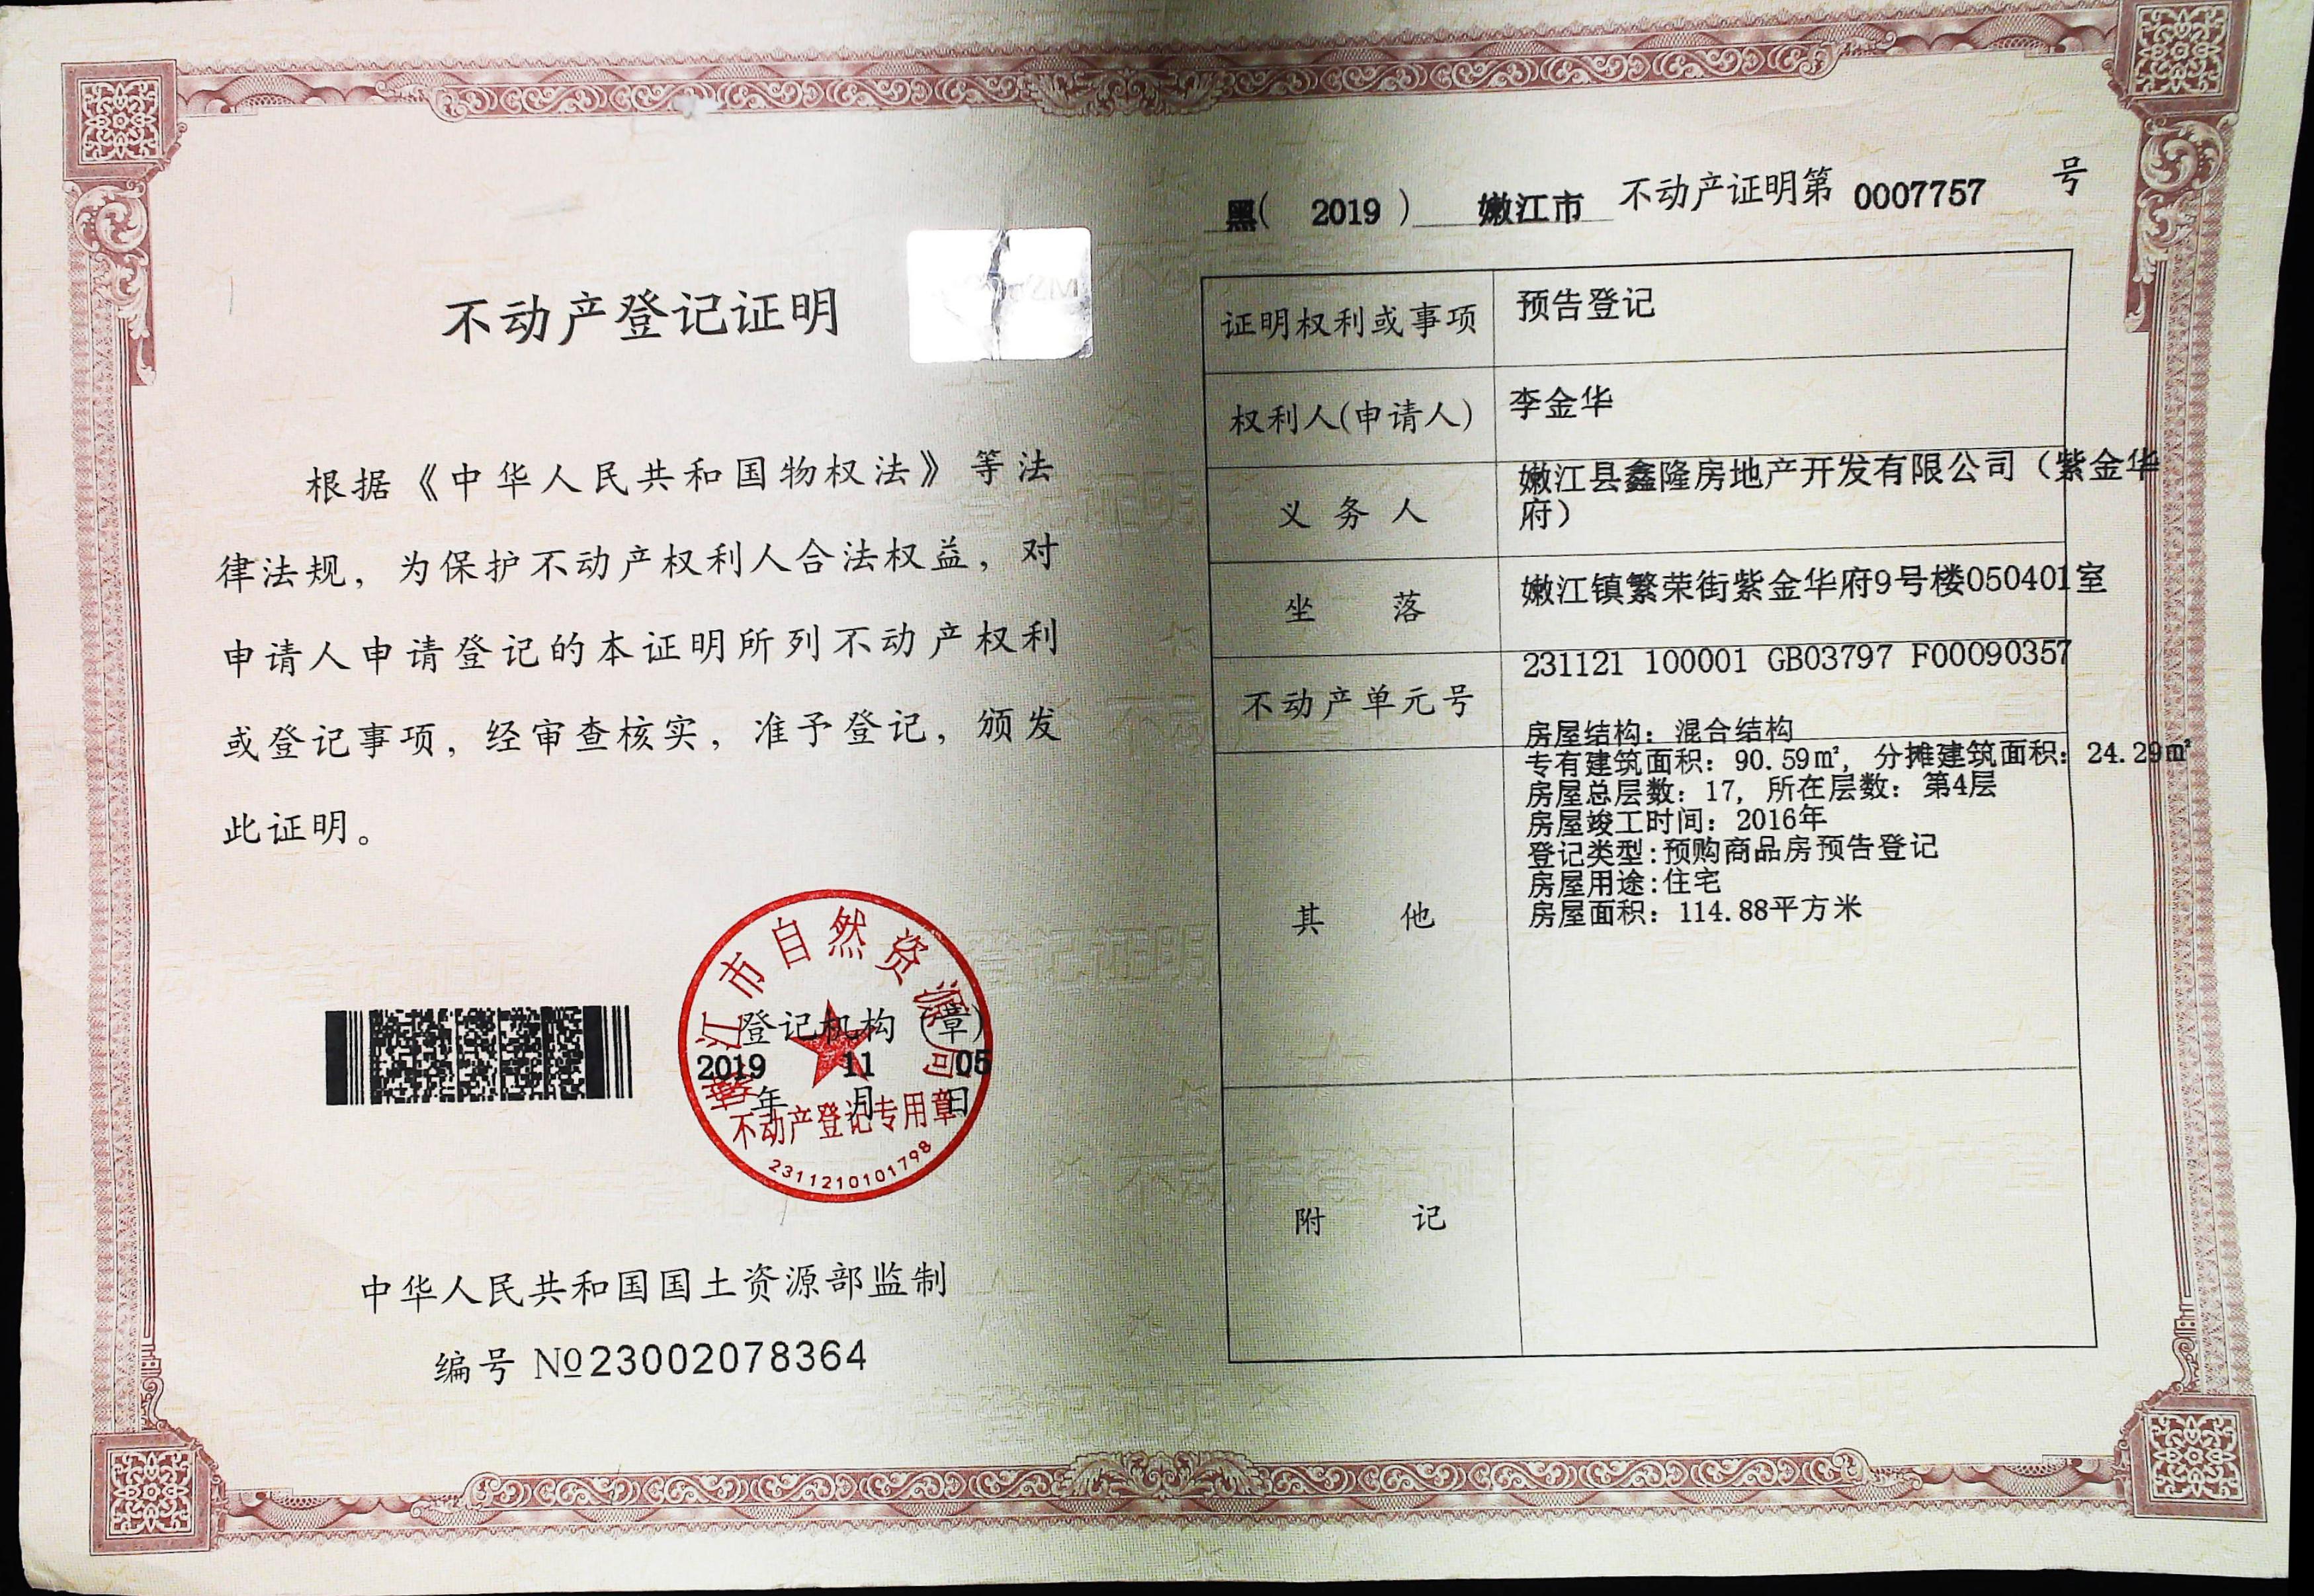 不动产登记证明
根据《中华人民共和国物权法》等法
律法规，为保护不动产权利人合法权益，对
申请人申请登记的本证明所列不动产权利
或登记事项，经审查核实，准予登记，颁发
此证明。
嫩江市自然资源局
登记机构（章）
2019 11 05
年 月 日
不动产登记专用章
2311210101798
中华人民共和国国土资源部监制
编号 №23002078364
黑( 2019 ) 嫩江市 不动产证明第 0007757 号
证明权利或事项 预告登记
权利人(申请人) 李金华
义务人 嫩江县鑫隆房地产开发有限公司（紫金华
府）
坐落 嫩江镇繁荣街紫金华府9号楼050401室
不动产单元号 231121 100001 GB03797 F00090357
其他 房屋结构：混合结构
专有建筑面积：90.59㎡，分摊建筑面积：24.29㎡
房屋总层数：17，所在层数：第4层
房屋竣工时间：2016年
登记类型:预购商品房预告登记
房屋用途:住宅
房屋面积：114.88平方米
附记